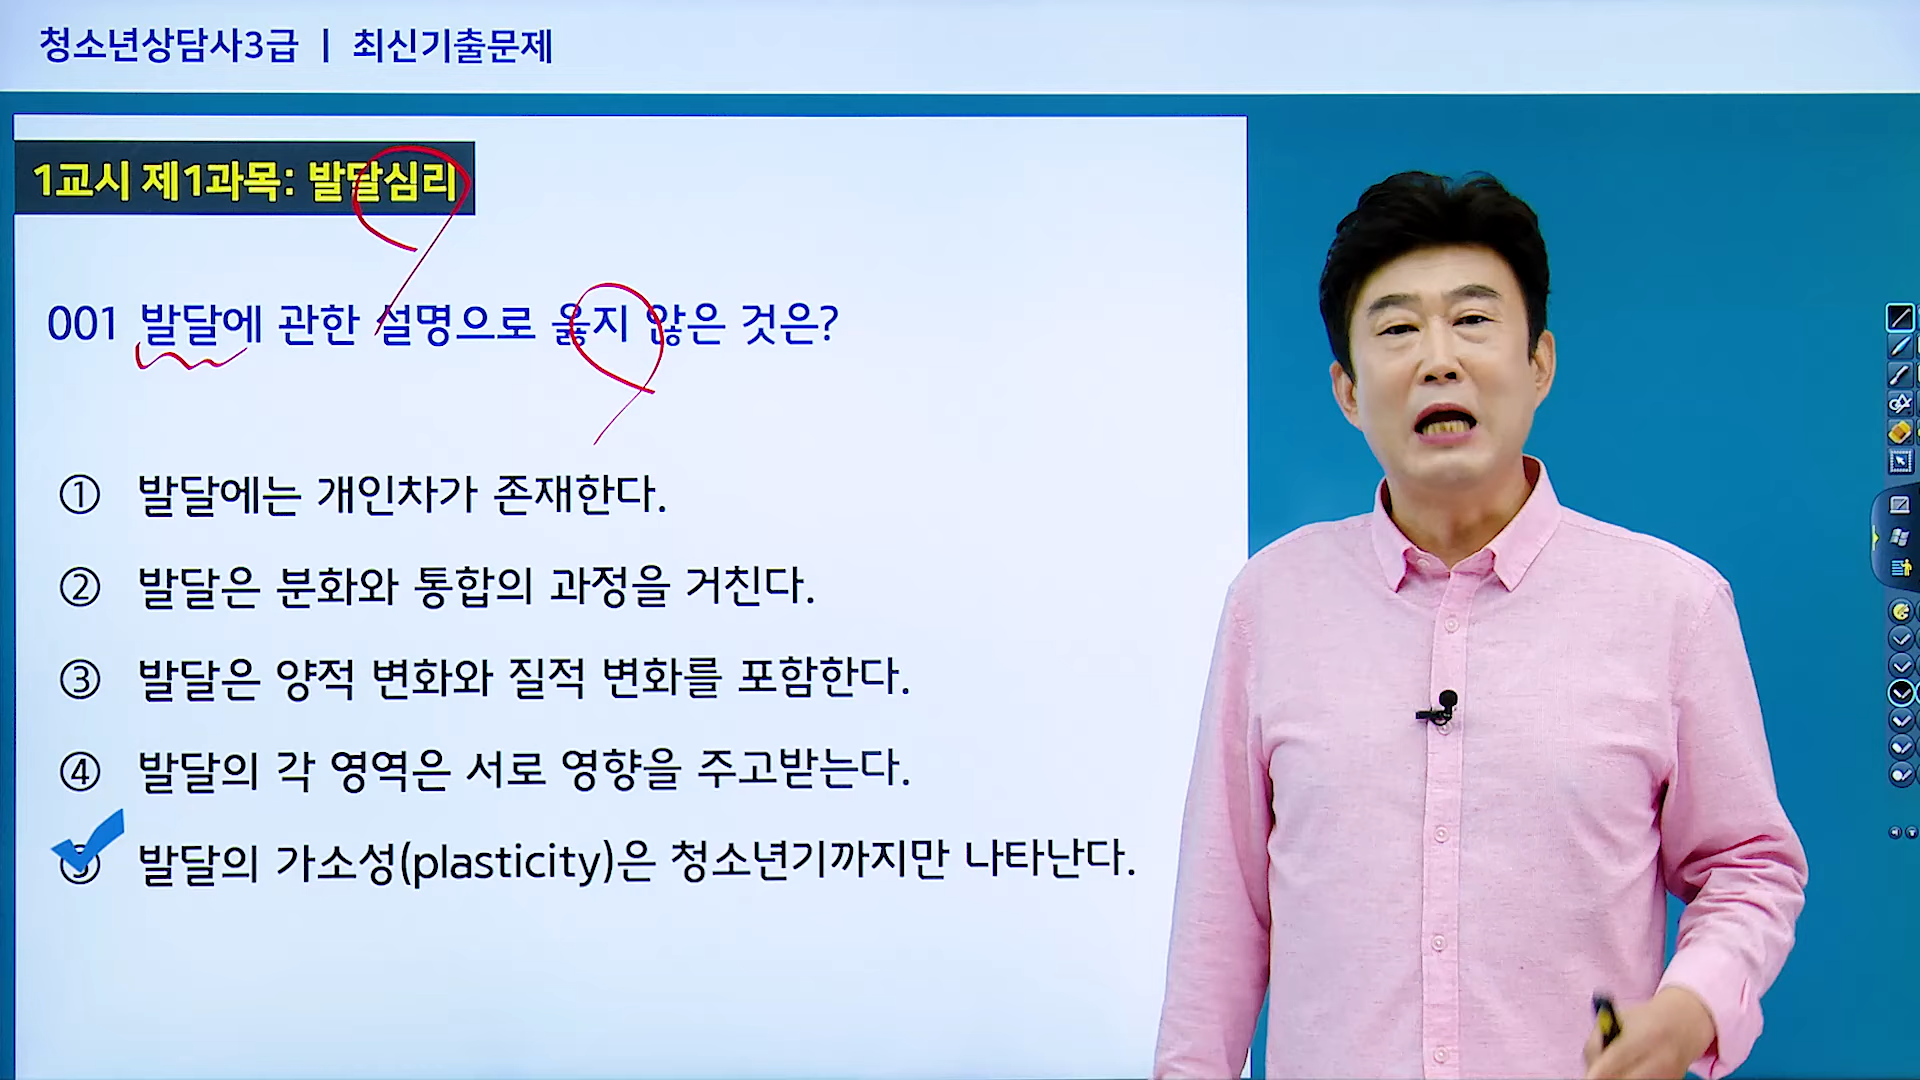 청소년상담사3급 | 최신기출문제
1교시 제1과목: 발달심리
001 발달에 관한 설명으로 옳지 않은 것은?
① 발달에는 개인차가 존재한다.
② 발달은 분화와 통합의 과정을 거친다.
③ 발달은 양적 변화와 질적 변화를 포함한다.
④ 발달의 각 영역은 서로 영향을 주고받는다.
⑤ 발달의 가소성(plasticity)은 청소년기까지만 나타난다.